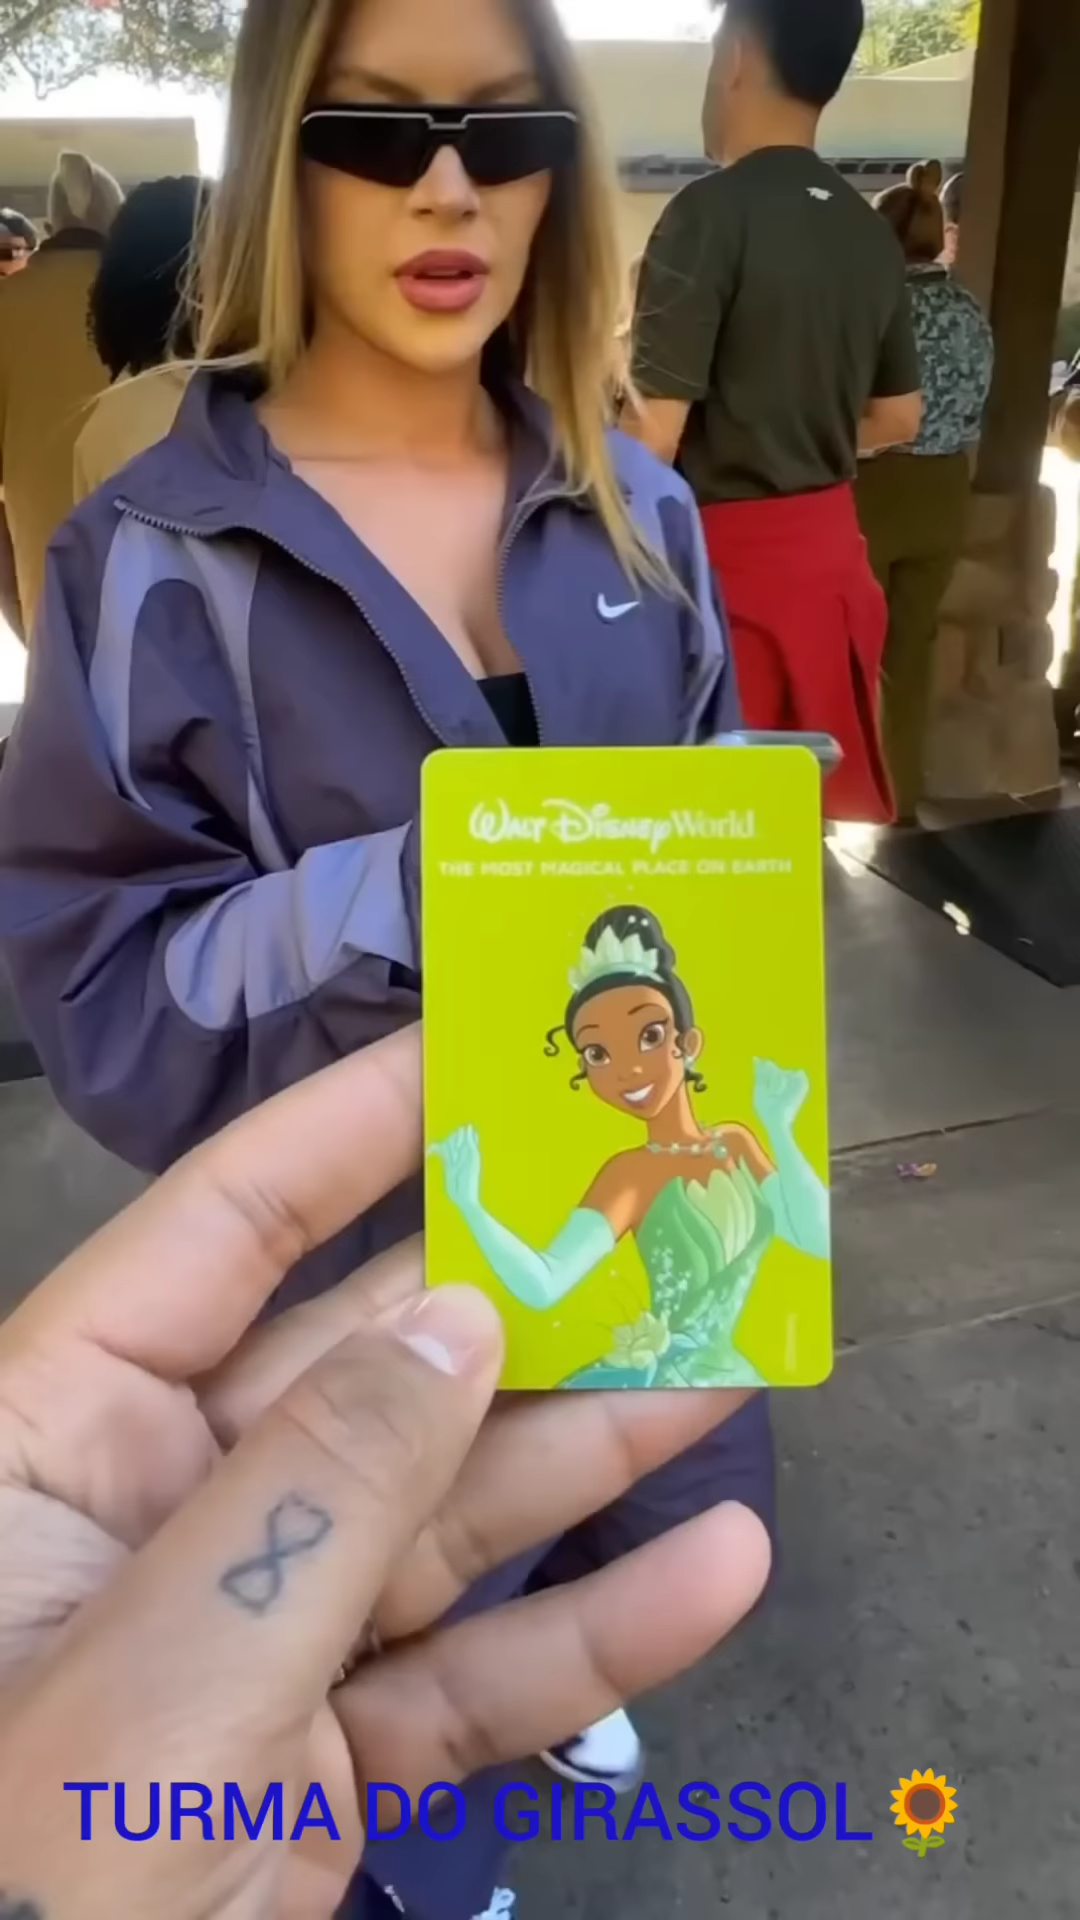 WALT DISNEY World
THE MOST MAGICAL PLACE ON EARTH
TURMA DO GIRASSOL🌻